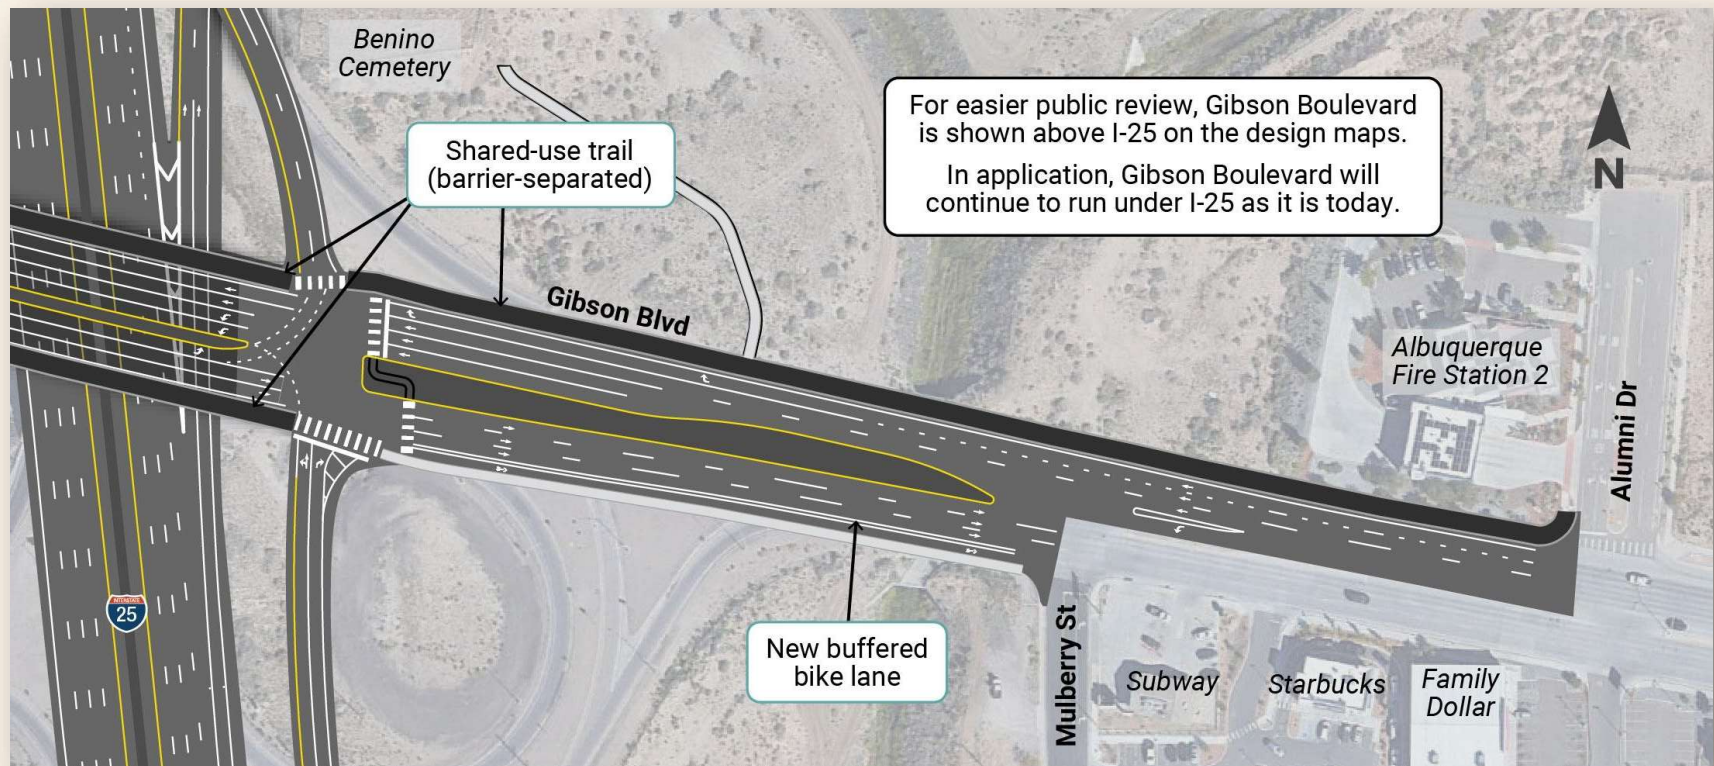 Benino
Cemetery
Shared-use trail
(barrier-separated)
For easier public review, Gibson Boulevard
is shown above I-25 on the design maps.
In application, Gibson Boulevard will
continue to run under I-25 as it is today.
N
Gibson Blvd
Albuquerque
Fire Station 2
Alumni Dr
INTERSTATE
25
New buffered
bike lane
Mulberry St
Subway
Starbucks
Family
Dollar